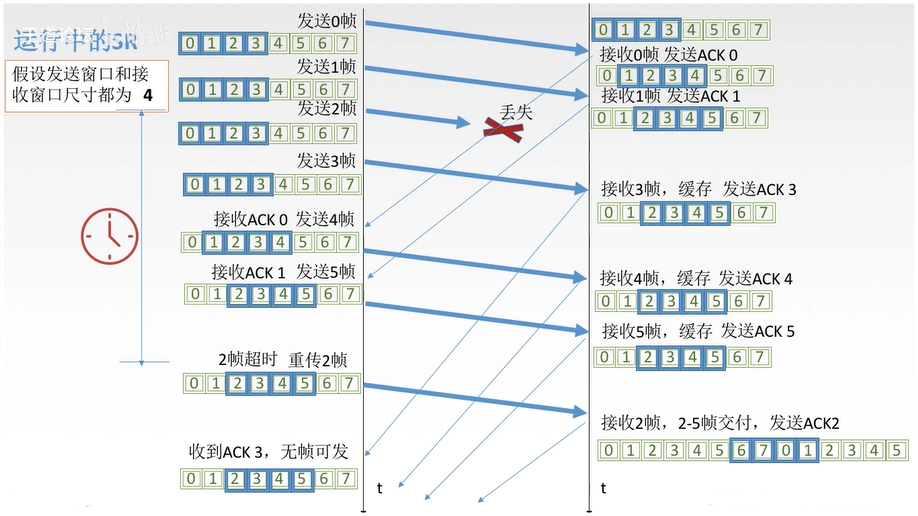 运行中的SR
假设发送窗口和接
收窗口尺寸都为 4
发送0帧
0 1 2 3 4 5 6 7
发送1帧
0 1 2 3 4 5 6 7
发送2帧
0 1 2 3 4 5 6 7
发送3帧
0 1 2 3 4 5 6 7
接收ACK 0 发送4帧
0 1 2 3 4 5 6 7
接收ACK 1 发送5帧
0 1 2 3 4 5 6 7
2帧超时 重传2帧
0 1 2 3 4 5 6 7
收到ACK 3，无帧可发
0 1 2 3 4 5 6 7
丢失
t
0 1 2 3 4 5 6 7
接收0帧 发送ACK 0
0 1 2 3 4 5 6 7
接收1帧 发送ACK 1
0 1 2 3 4 5 6 7
接收3帧，缓存 发送ACK 3
0 1 2 3 4 5 6 7
接收4帧，缓存 发送ACK 4
0 1 2 3 4 5 6 7
接收5帧，缓存 发送ACK 5
0 1 2 3 4 5 6 7
接收2帧，2-5帧交付，发送ACK2
0 1 2 3 4 5 6 7 0 1 2 3 4 5
t